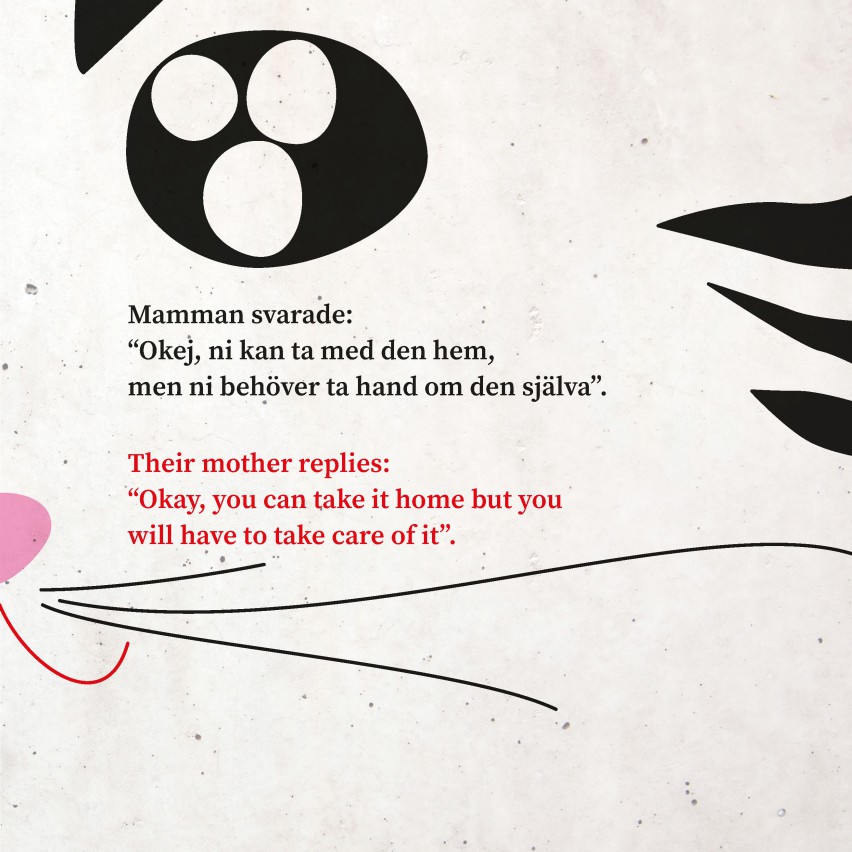 Mamman svarade:
“Okej, ni kan ta med den hem,
men ni behöver ta hand om den själva”.
Their mother replies:
“Okay, you can take it home but you
will have to take care of it”.